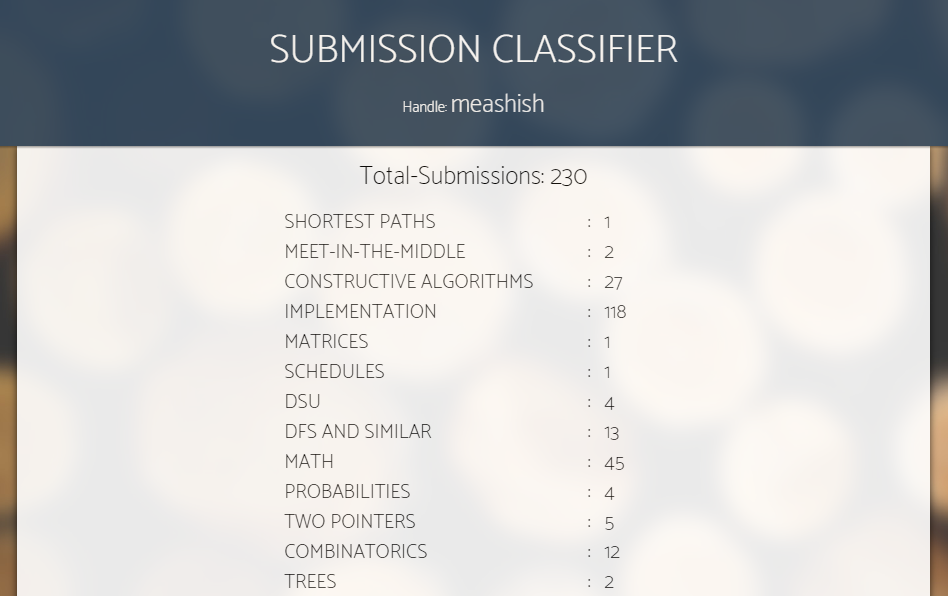 SUBMISSION CLASSIFIER
Handle: meashish
Total-Submissions: 230
SHORTEST PATHS : 1
MEET-IN-THE-MIDDLE : 2
CONSTRUCTIVE ALGORITHMS : 27
IMPLEMENTATION : 118
MATRICES : 1
SCHEDULES : 1
DSU : 4
DFS AND SIMILAR : 13
MATH : 45
PROBABILITIES : 4
TWO POINTERS : 5
COMBINATORICS : 12
TREES : 2